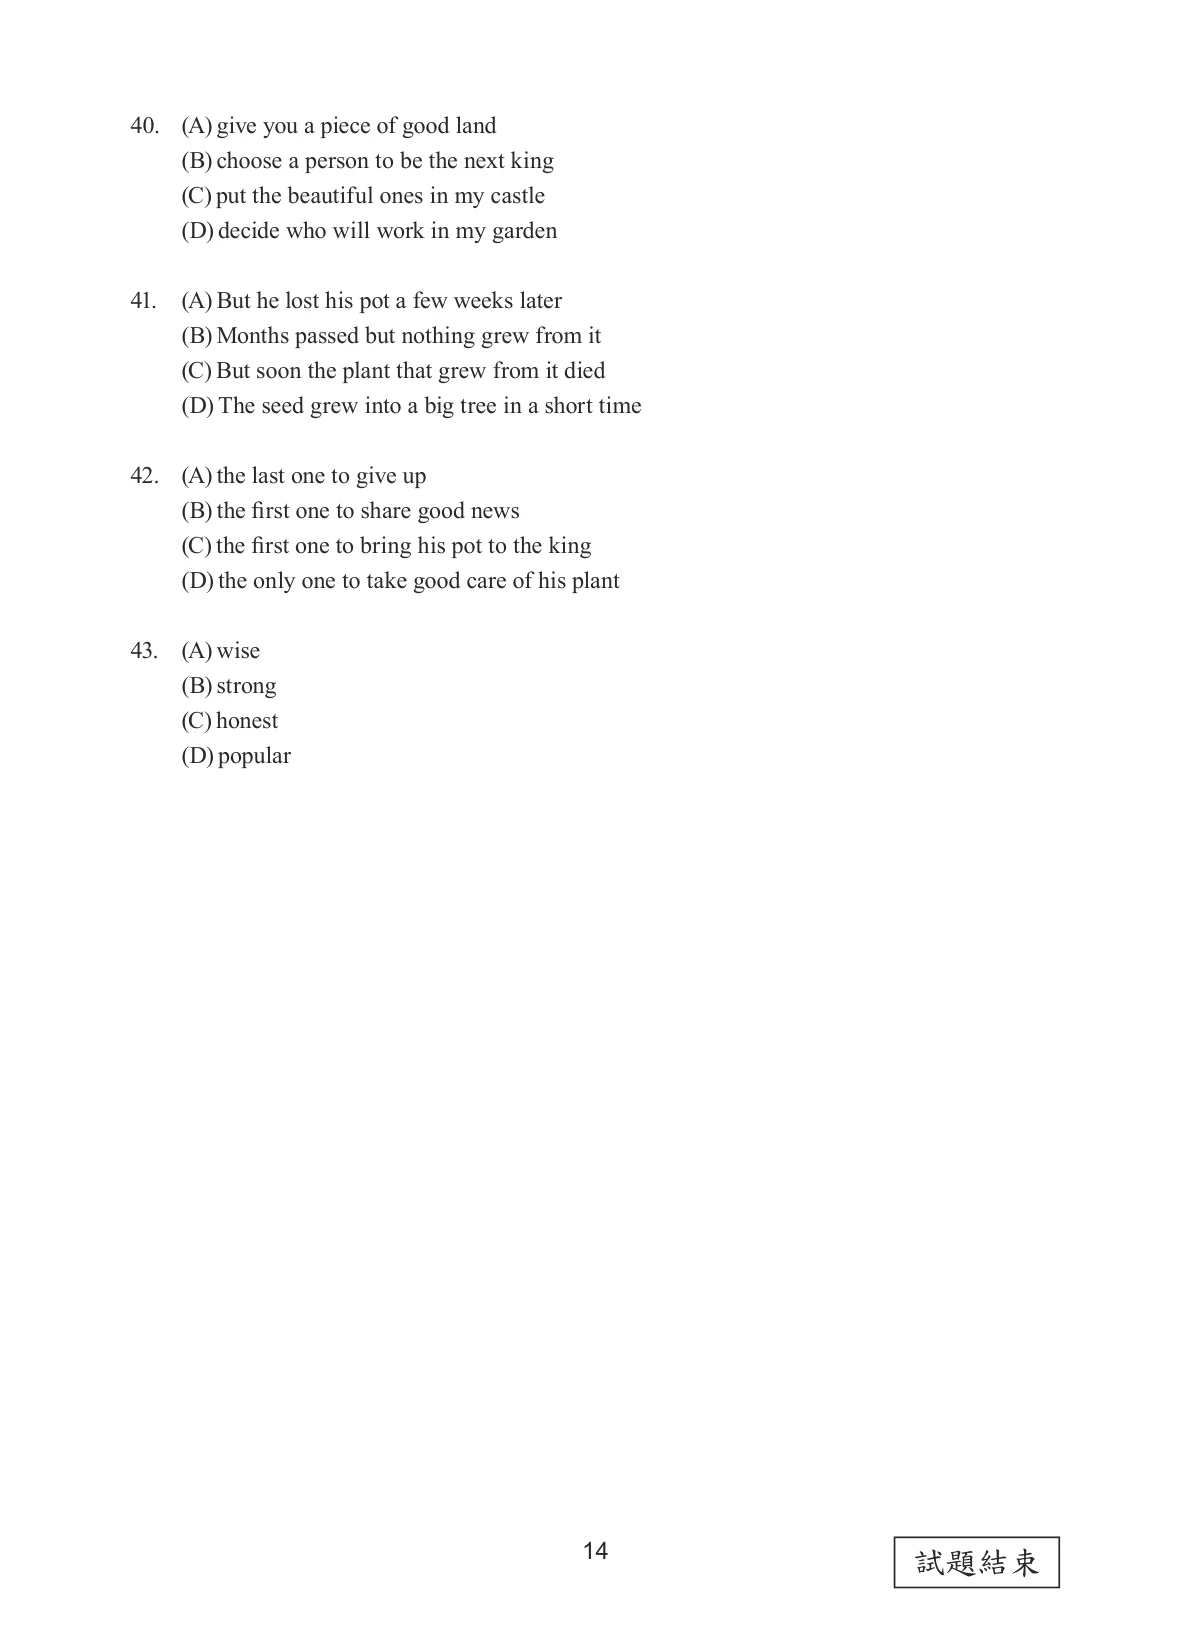 40. (A) give you a piece of good land
(B) choose a person to be the next king
(C) put the beautiful ones in my castle
(D) decide who will work in my garden
41. (A) But he lost his pot a few weeks later
(B) Months passed but nothing grew from it
(C) But soon the plant that grew from it died
(D) The seed grew into a big tree in a short time
42. (A) the last one to give up
(B) the first one to share good news
(C) the first one to bring his pot to the king
(D) the only one to take good care of his plant
43. (A) wise
(B) strong
(C) honest
(D) popular
14
試題結束